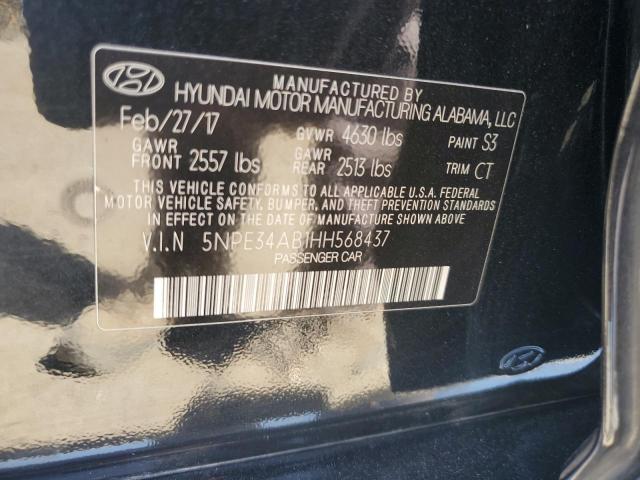 MANUFACTURED BY
HYUNDAI MOTOR MANUFACTURING ALABAMA, LLC
Feb/27/17 GVWR 4630 lbs PAINT S3
GAWR FRONT 2557 lbs GAWR REAR 2513 lbs TRIM CT
THIS VEHICLE CONFORMS TO ALL APPLICABLE U.S.A. FEDERAL
MOTOR VEHICLE SAFETY, BUMPER, AND THEFT PREVENTION STANDARDS
IN EFFECT ON THE DATE OF MANUFACTURE SHOWN ABOVE.
V.I.N 5NPE34AB1HH568437
PASSENGER CAR